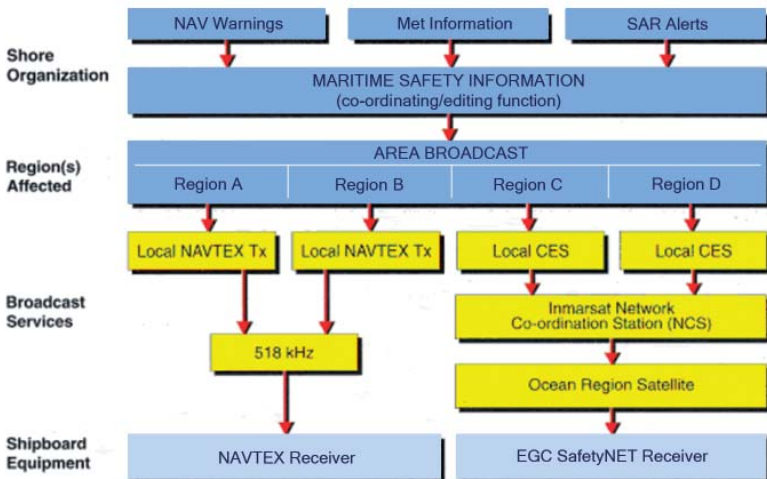 NAV Warnings
Met Information
SAR Alerts
Shore
Organization
MARITIME SAFETY INFORMATION
(co-ordinating/editing function)
Region(s)
Affected
AREA BROADCAST
Region A
Region B
Region C
Region D
Local NAVTEX Tx
Local NAVTEX Tx
Local CES
Local CES
Broadcast
Services
Inmarsat Network
Co-ordination Station (NCS)
518 kHz
Ocean Region Satellite
Shipboard
Equipment
NAVTEX Receiver
EGC SafetyNET Receiver